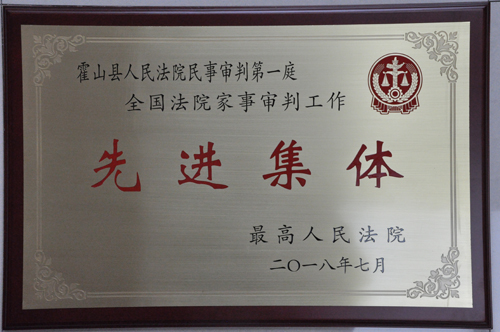 霍山县人民法院民事审判第一庭
全国法院家事审判工作
先进集体
最高人民法院
二〇一八年七月